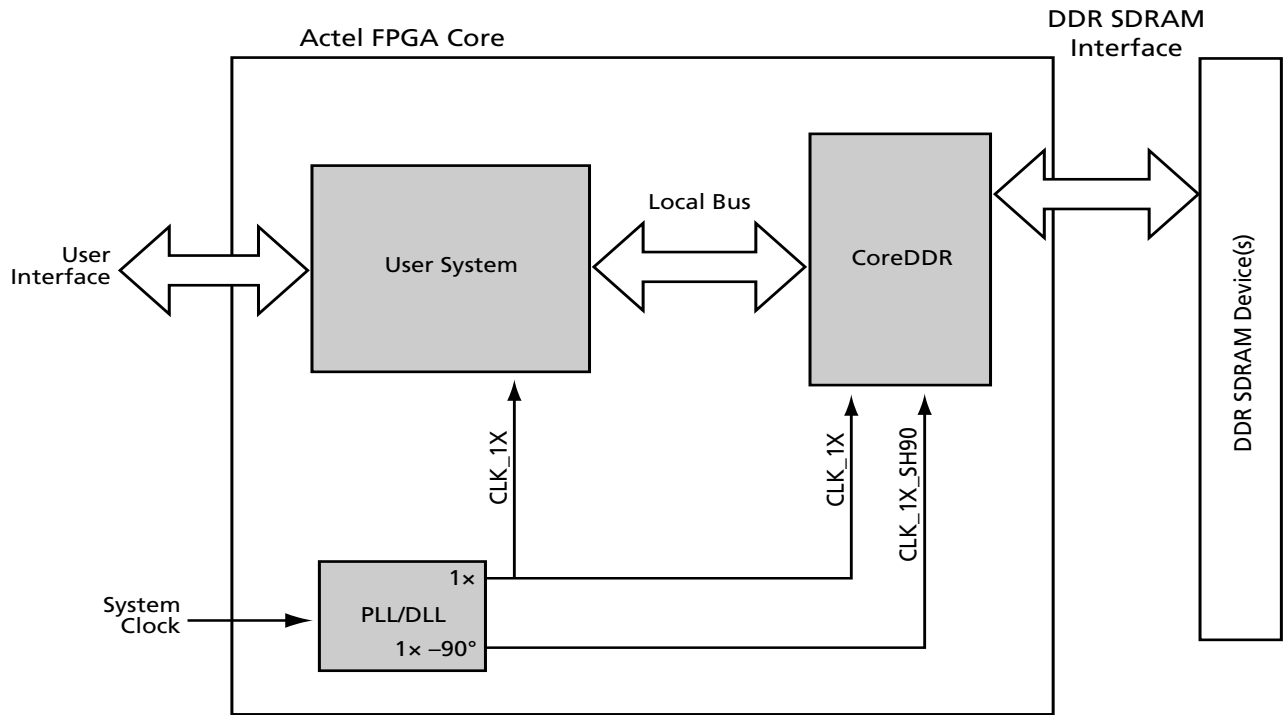 Actel FPGA Core
DDR SDRAM
Interface
User
Interface
User System
Local Bus
CoreDDR
DDR SDRAM Device(s)
CLK_1X
CLK_1X
CLK_1X_SH90
System
Clock
1×
PLL/DLL
1× –90°